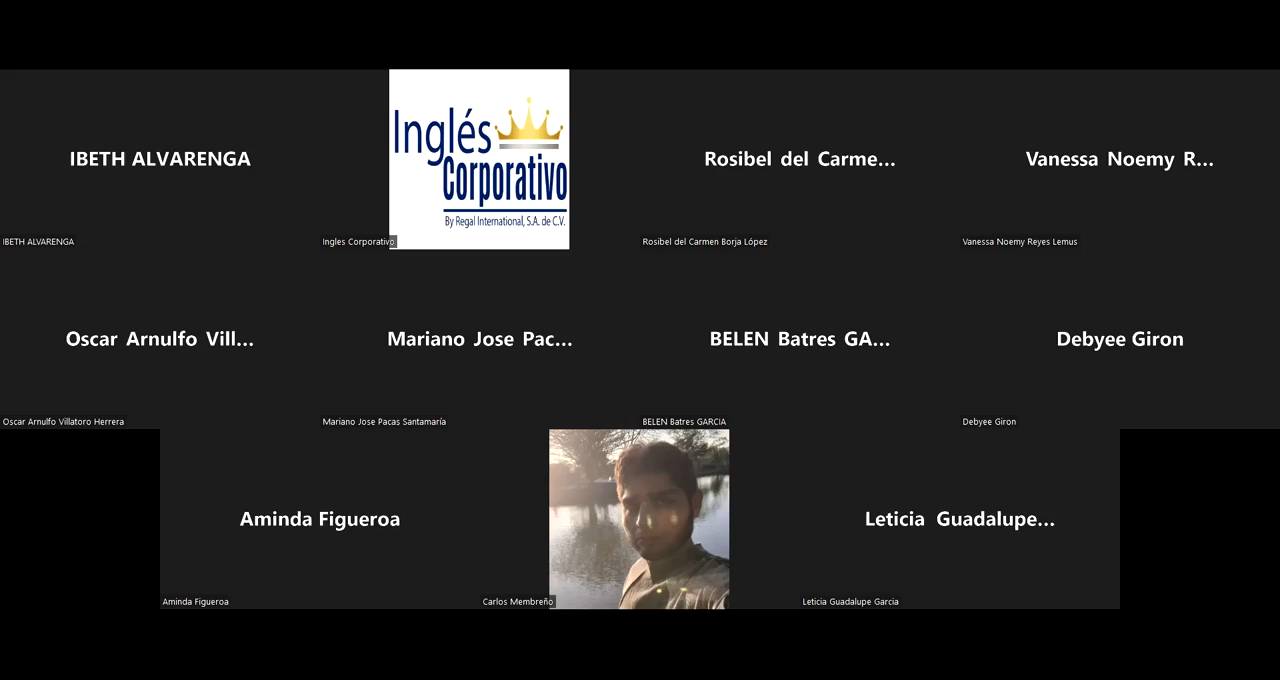 IBETH ALVARENGA
IBETH ALVARENGA
Inglés
Corporativo
By Regal International, S.A. de C.V.
Ingles Corporativo
Rosibel del Carme...
Rosibel del Carmen Borja López
Vanessa Noemy R...
Vanessa Noemy Reyes Lemus
Oscar Arnulfo Vill...
Oscar Arnulfo Villatoro Herrera
Mariano Jose Pac...
Mariano Jose Pacas Santamaría
BELEN Batres GA...
BELEN Batres GARCIA
Debyee Giron
Debyee Giron
Aminda Figueroa
Aminda Figueroa
Carlos Membreño
Leticia Guadalupe...
Leticia Guadalupe Garcia